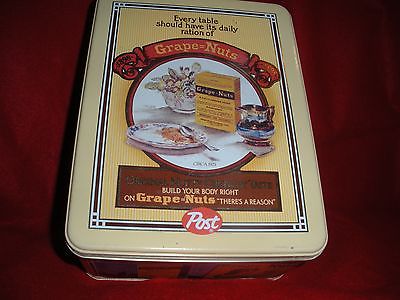 Every table
should have its daily
ration of
Grape=Nuts
Grape=Nuts
CIRCA 1923
BUILD YOUR BODY RIGHT
ON Grape=Nuts "THERE'S A REASON"
Post